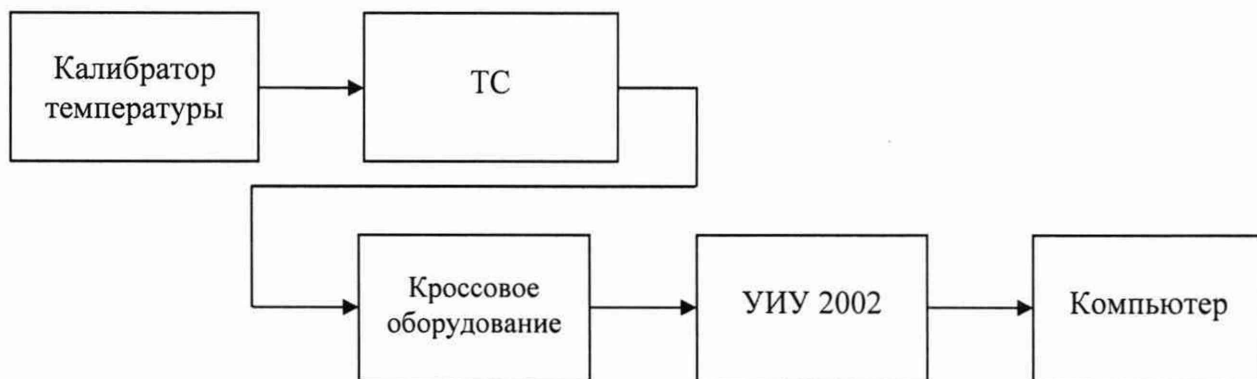 Калибратор
температуры
ТС
Кроссовое
оборудование
УИУ 2002
Компьютер